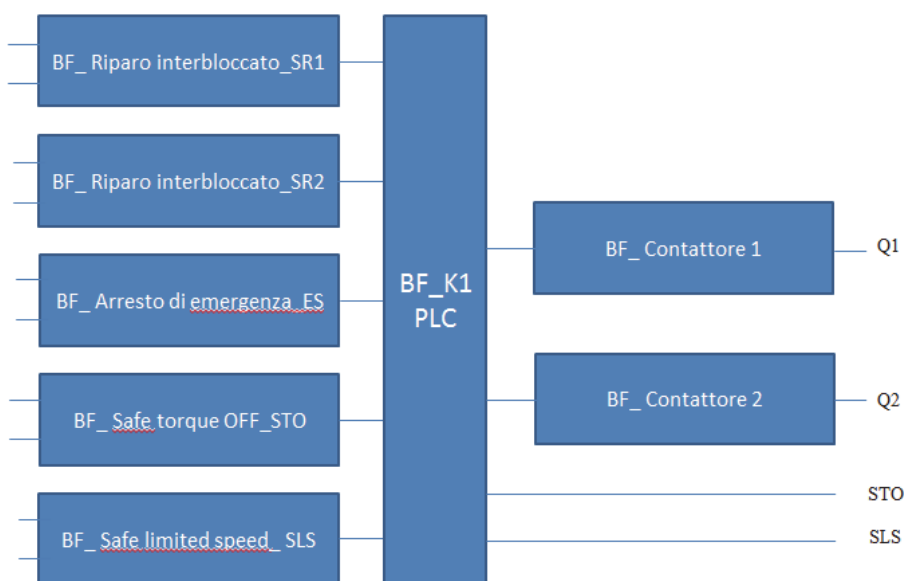 BF_ Riparo interbloccato_SR1
BF_ Riparo interbloccato_SR2
BF_ Arresto di emergenza_ES
BF_ Safe torque OFF_STO
BF_ Safe limited speed_ SLS
BF_K1
PLC
BF_ Contattore 1
Q1
BF_ Contattore 2
Q2
STO
SLS